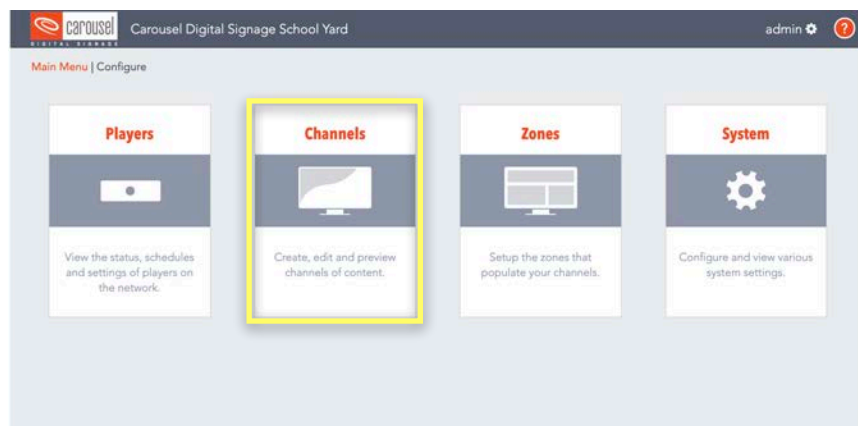 carousel
DIGITAL SIGNAGE
Carousel Digital Signage School Yard
admin
?
Main Menu | Configure
Players
View the status, schedules
and settings of players on
the network.
Channels
Create, edit and preview
channels of content.
Zones
Setup the zones that
populate your channels.
System
Configure and view various
system settings.